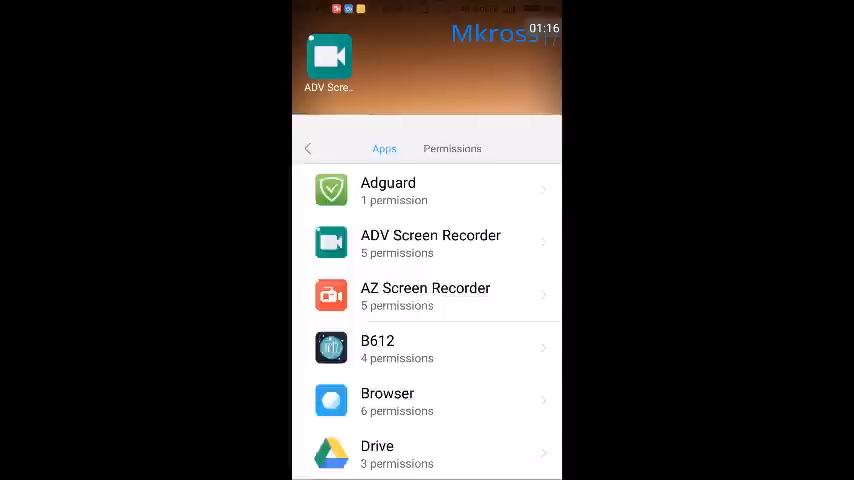 Mkross
01:16
ADV Scre..
Apps
Permissions
Adguard
1 permission
ADV Screen Recorder
5 permissions
AZ Screen Recorder
5 permissions
B612
4 permissions
Browser
6 permissions
Drive
3 permissions